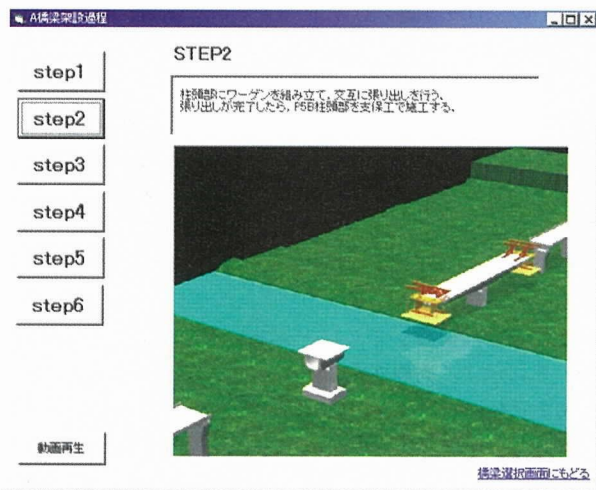 A橋梁架設過程
STEP2
step1
柱頭部にワーゲンを組み立て、交互に張り出しを行う、
張り出しが完了したら、P5B柱頭部を支保工で施工する、
step2
step3
step4
step5
step6
動画再生
橋梁選択画面にもどる